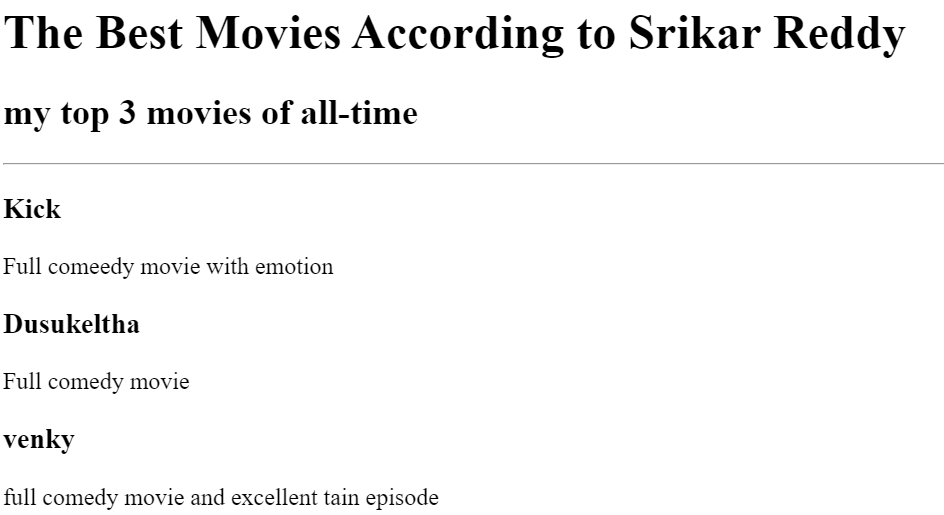 The Best Movies According to Srikar Reddy
my top 3 movies of all-time
Kick
Full comeedy movie with emotion
Dusukeltha
Full comedy movie
venky
full comedy movie and excellent tain episode